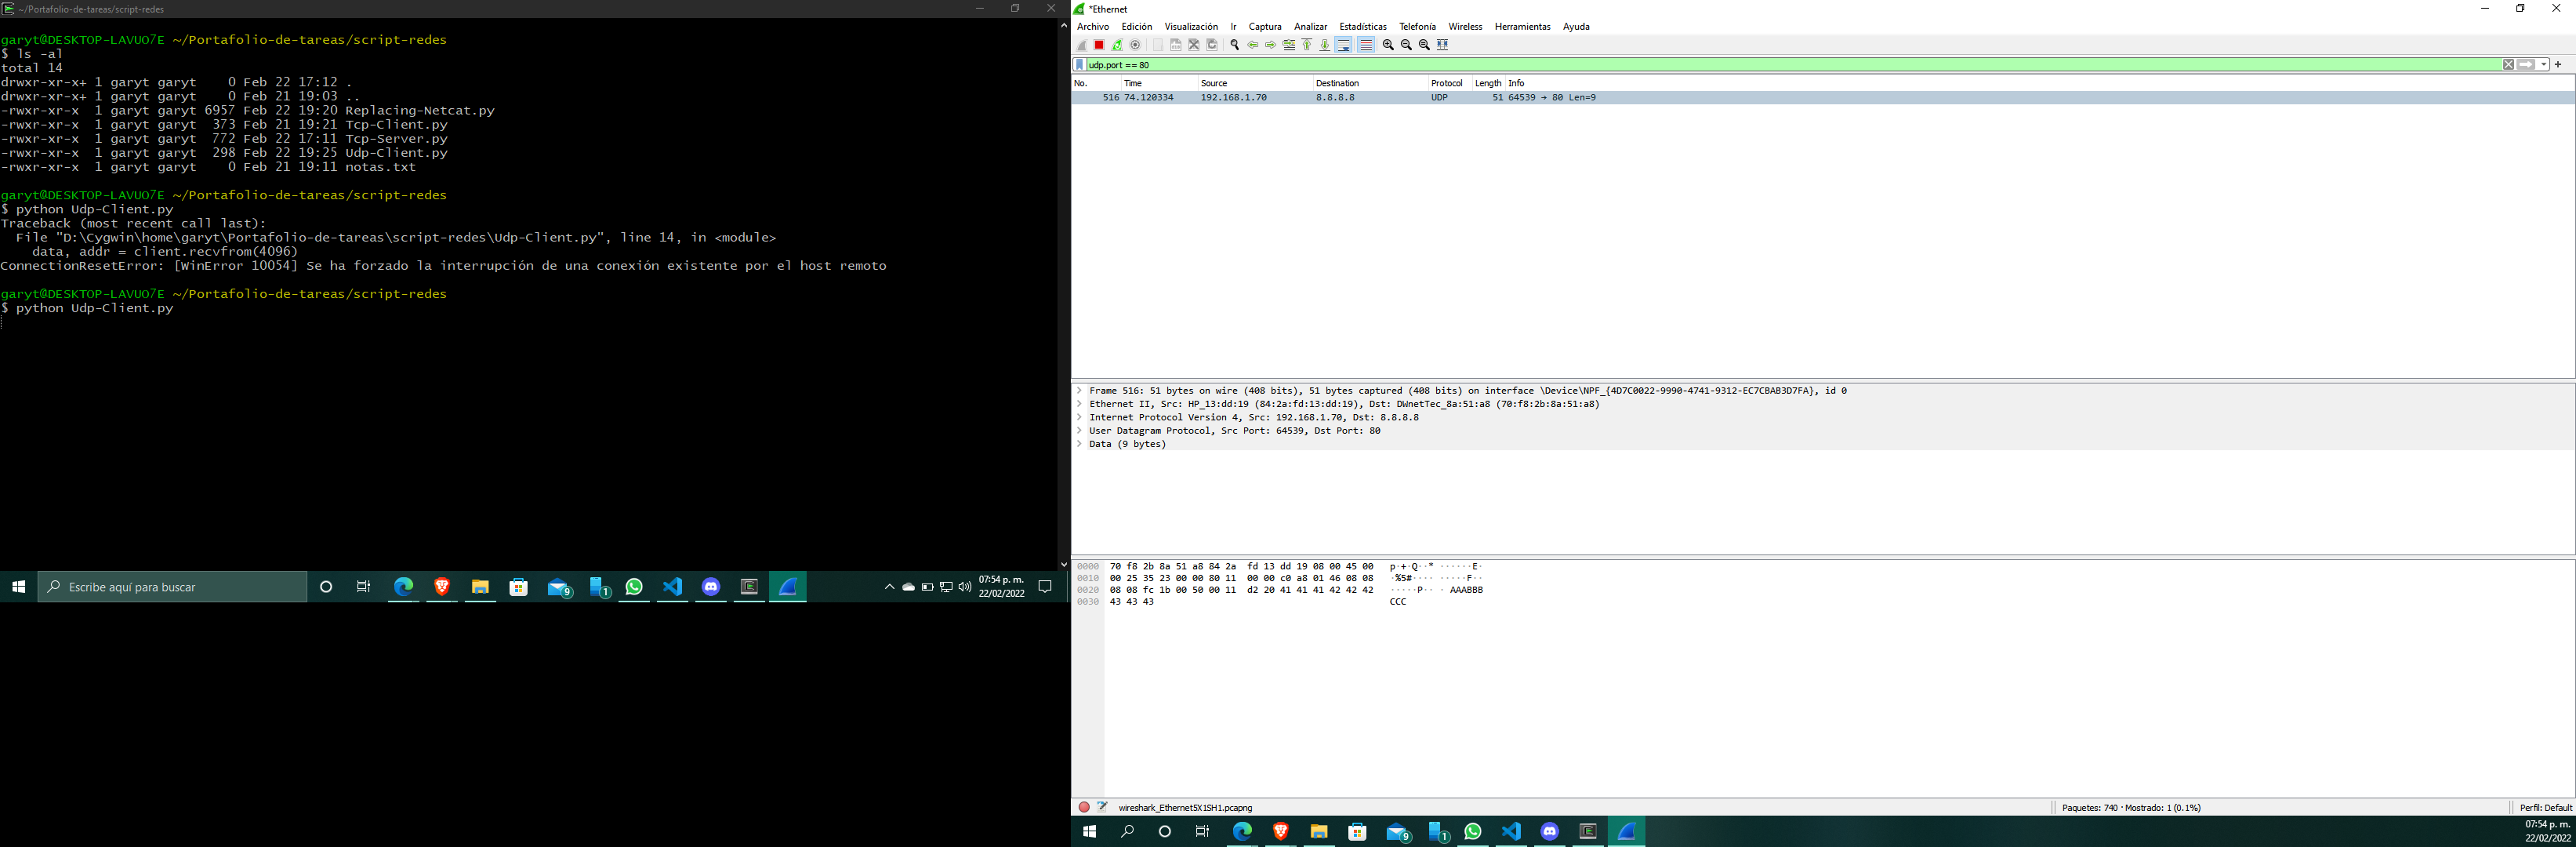 ~/Portafolio-de-tareas/script-redes
garyt@DESKTOP-LAVUO7E ~/Portafolio-de-tareas/script-redes
$ ls -al
total 14
drwxr-xr-x+ 1 garyt garyt    0 Feb 22 17:12 .
drwxr-xr-x+ 1 garyt garyt    0 Feb 21 19:03 ..
-rwxr-xr-x  1 garyt garyt 6957 Feb 22 19:20 Replacing-Netcat.py
-rwxr-xr-x  1 garyt garyt  373 Feb 21 19:21 Tcp-Client.py
-rwxr-xr-x  1 garyt garyt  772 Feb 22 17:11 Tcp-Server.py
-rwxr-xr-x  1 garyt garyt  298 Feb 22 19:25 Udp-Client.py
-rwxr-xr-x  1 garyt garyt    0 Feb 21 19:11 notas.txt
garyt@DESKTOP-LAVUO7E ~/Portafolio-de-tareas/script-redes
$ python Udp-Client.py
Traceback (most recent call last):
  File "D:\Cygwin\home\garyt\Portafolio-de-tareas\script-redes\Udp-Client.py", line 14, in <module>
    data, addr = client.recvfrom(4096)
ConnectionResetError: [WinError 10054] Se ha forzado la interrupción de una conexión existente por el host remoto
garyt@DESKTOP-LAVUO7E ~/Portafolio-de-tareas/script-redes
$ python Udp-Client.py
Escribe aquí para buscar
9
1
07:54 p. m.
22/02/2022
*Ethernet
Archivo Edición Visualización Ir Captura Analizar Estadísticas Telefonía Wireless Herramientas Ayuda
udp.port == 80
No. Time Source Destination Protocol Length Info
516 74.120334 192.168.1.70 8.8.8.8 UDP 51 64539 → 80 Len=9
Frame 516: 51 bytes on wire (408 bits), 51 bytes captured (408 bits) on interface \Device\NPF_{4D7C0022-9990-4741-9312-EC7CBAB3D7FA}, id 0
Ethernet II, Src: HP_13:dd:19 (84:2a:fd:13:dd:19), Dst: DWnetTec_8a:51:a8 (70:f8:2b:8a:51:a8)
Internet Protocol Version 4, Src: 192.168.1.70, Dst: 8.8.8.8
User Datagram Protocol, Src Port: 64539, Dst Port: 80
Data (9 bytes)
0000 70 f8 2b 8a 51 a8 84 2a fd 13 dd 19 08 00 45 00 p·+·Q··* ······E·
0010 00 25 35 23 00 00 80 11 00 00 c0 a8 01 46 08 08 ·%5#···· ·····F··
0020 08 08 fc 1b 00 50 00 11 d2 20 41 41 41 42 42 42 ·····P·· · AAABBB
0030 43 43 43 CCC
wireshark_Ethernet5X1SH1.pcapng
Paquetes: 740 · Mostrado: 1 (0.1%)
Perfil: Default
9
1
07:54 p. m.
22/02/2022